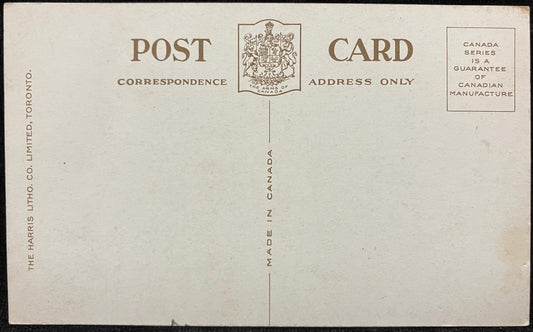 POST CARD
CORRESPONDENCE ADDRESS ONLY
THE ARMS OF
CANADA
CANADA
SERIES
IS A
GUARANTEE
OF
CANADIAN
MANUFACTURE
THE HARRIS LITHO. CO. LIMITED, TORONTO.
MADE IN CANADA